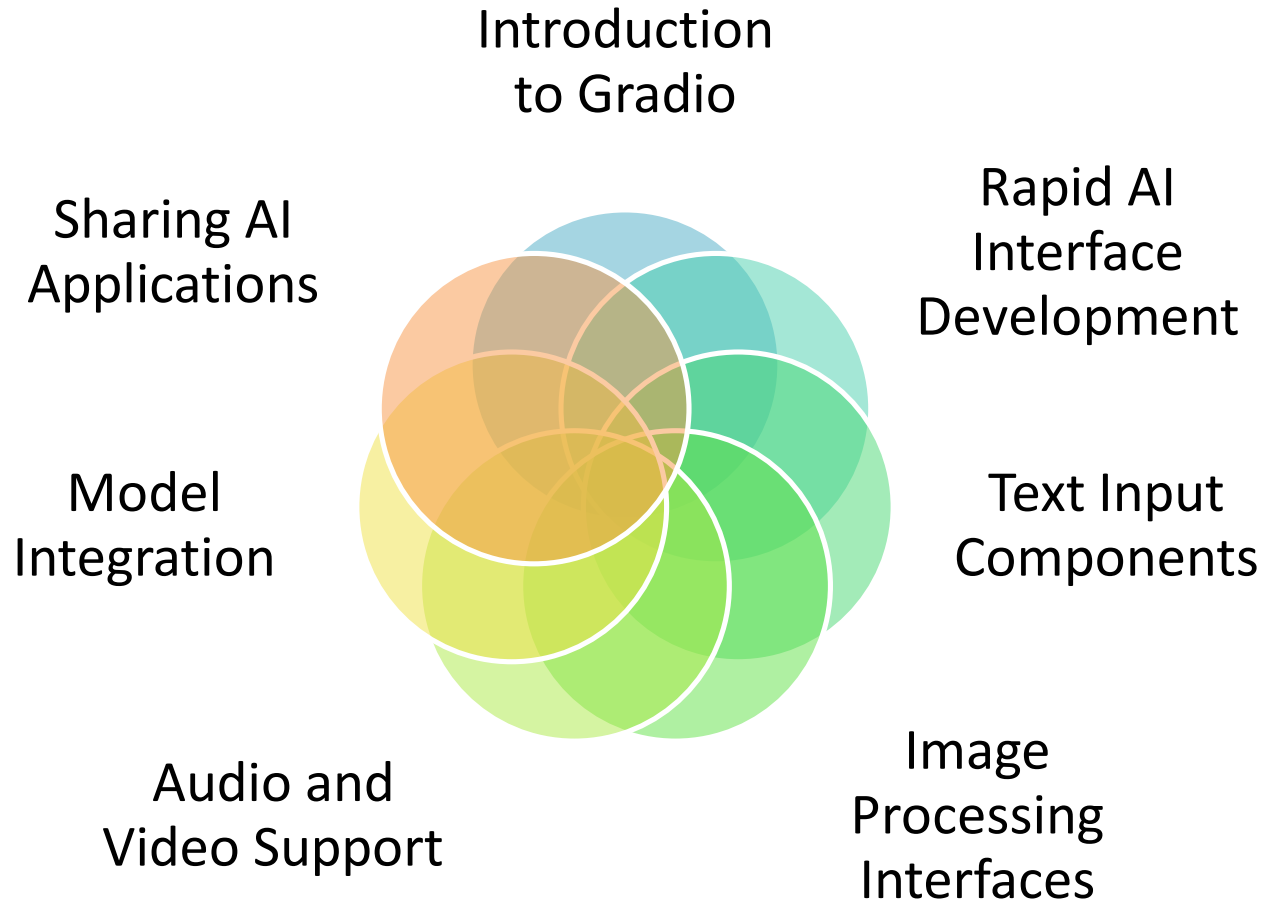 Introduction
to Gradio
Rapid AI
Interface
Development
Text Input
Components
Image
Processing
Interfaces
Audio and
Video Support
Model
Integration
Sharing AI
Applications